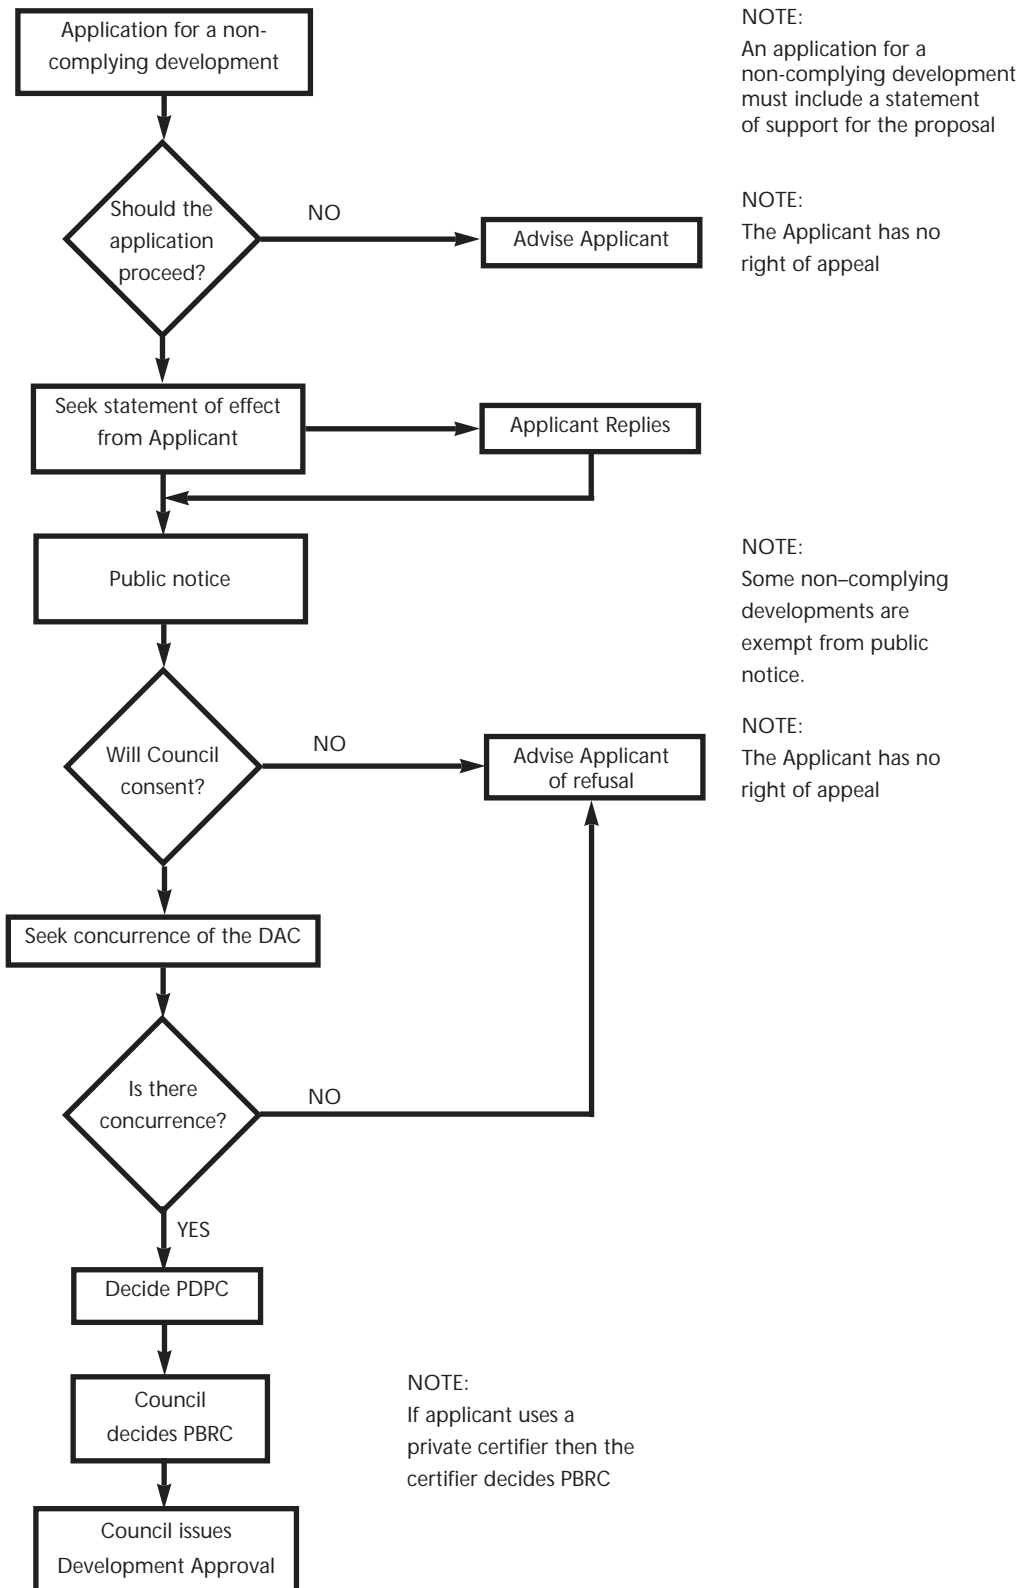 Application for a non-
complying development
NOTE:
An application for a
non-complying development
must include a statement
of support for the proposal
Should the
application
proceed?
NO
Advise Applicant
NOTE:
The Applicant has no
right of appeal
Seek statement of effect
from Applicant
Applicant Replies
Public notice
NOTE:
Some non–complying
developments are
exempt from public
notice.
Will Council
consent?
NO
Advise Applicant
of refusal
NOTE:
The Applicant has no
right of appeal
Seek concurrence of the DAC
Is there
concurrence?
NO
YES
Decide PDPC
Council
decides PBRC
NOTE:
If applicant uses a
private certifier then the
certifier decides PBRC
Council issues
Development Approval